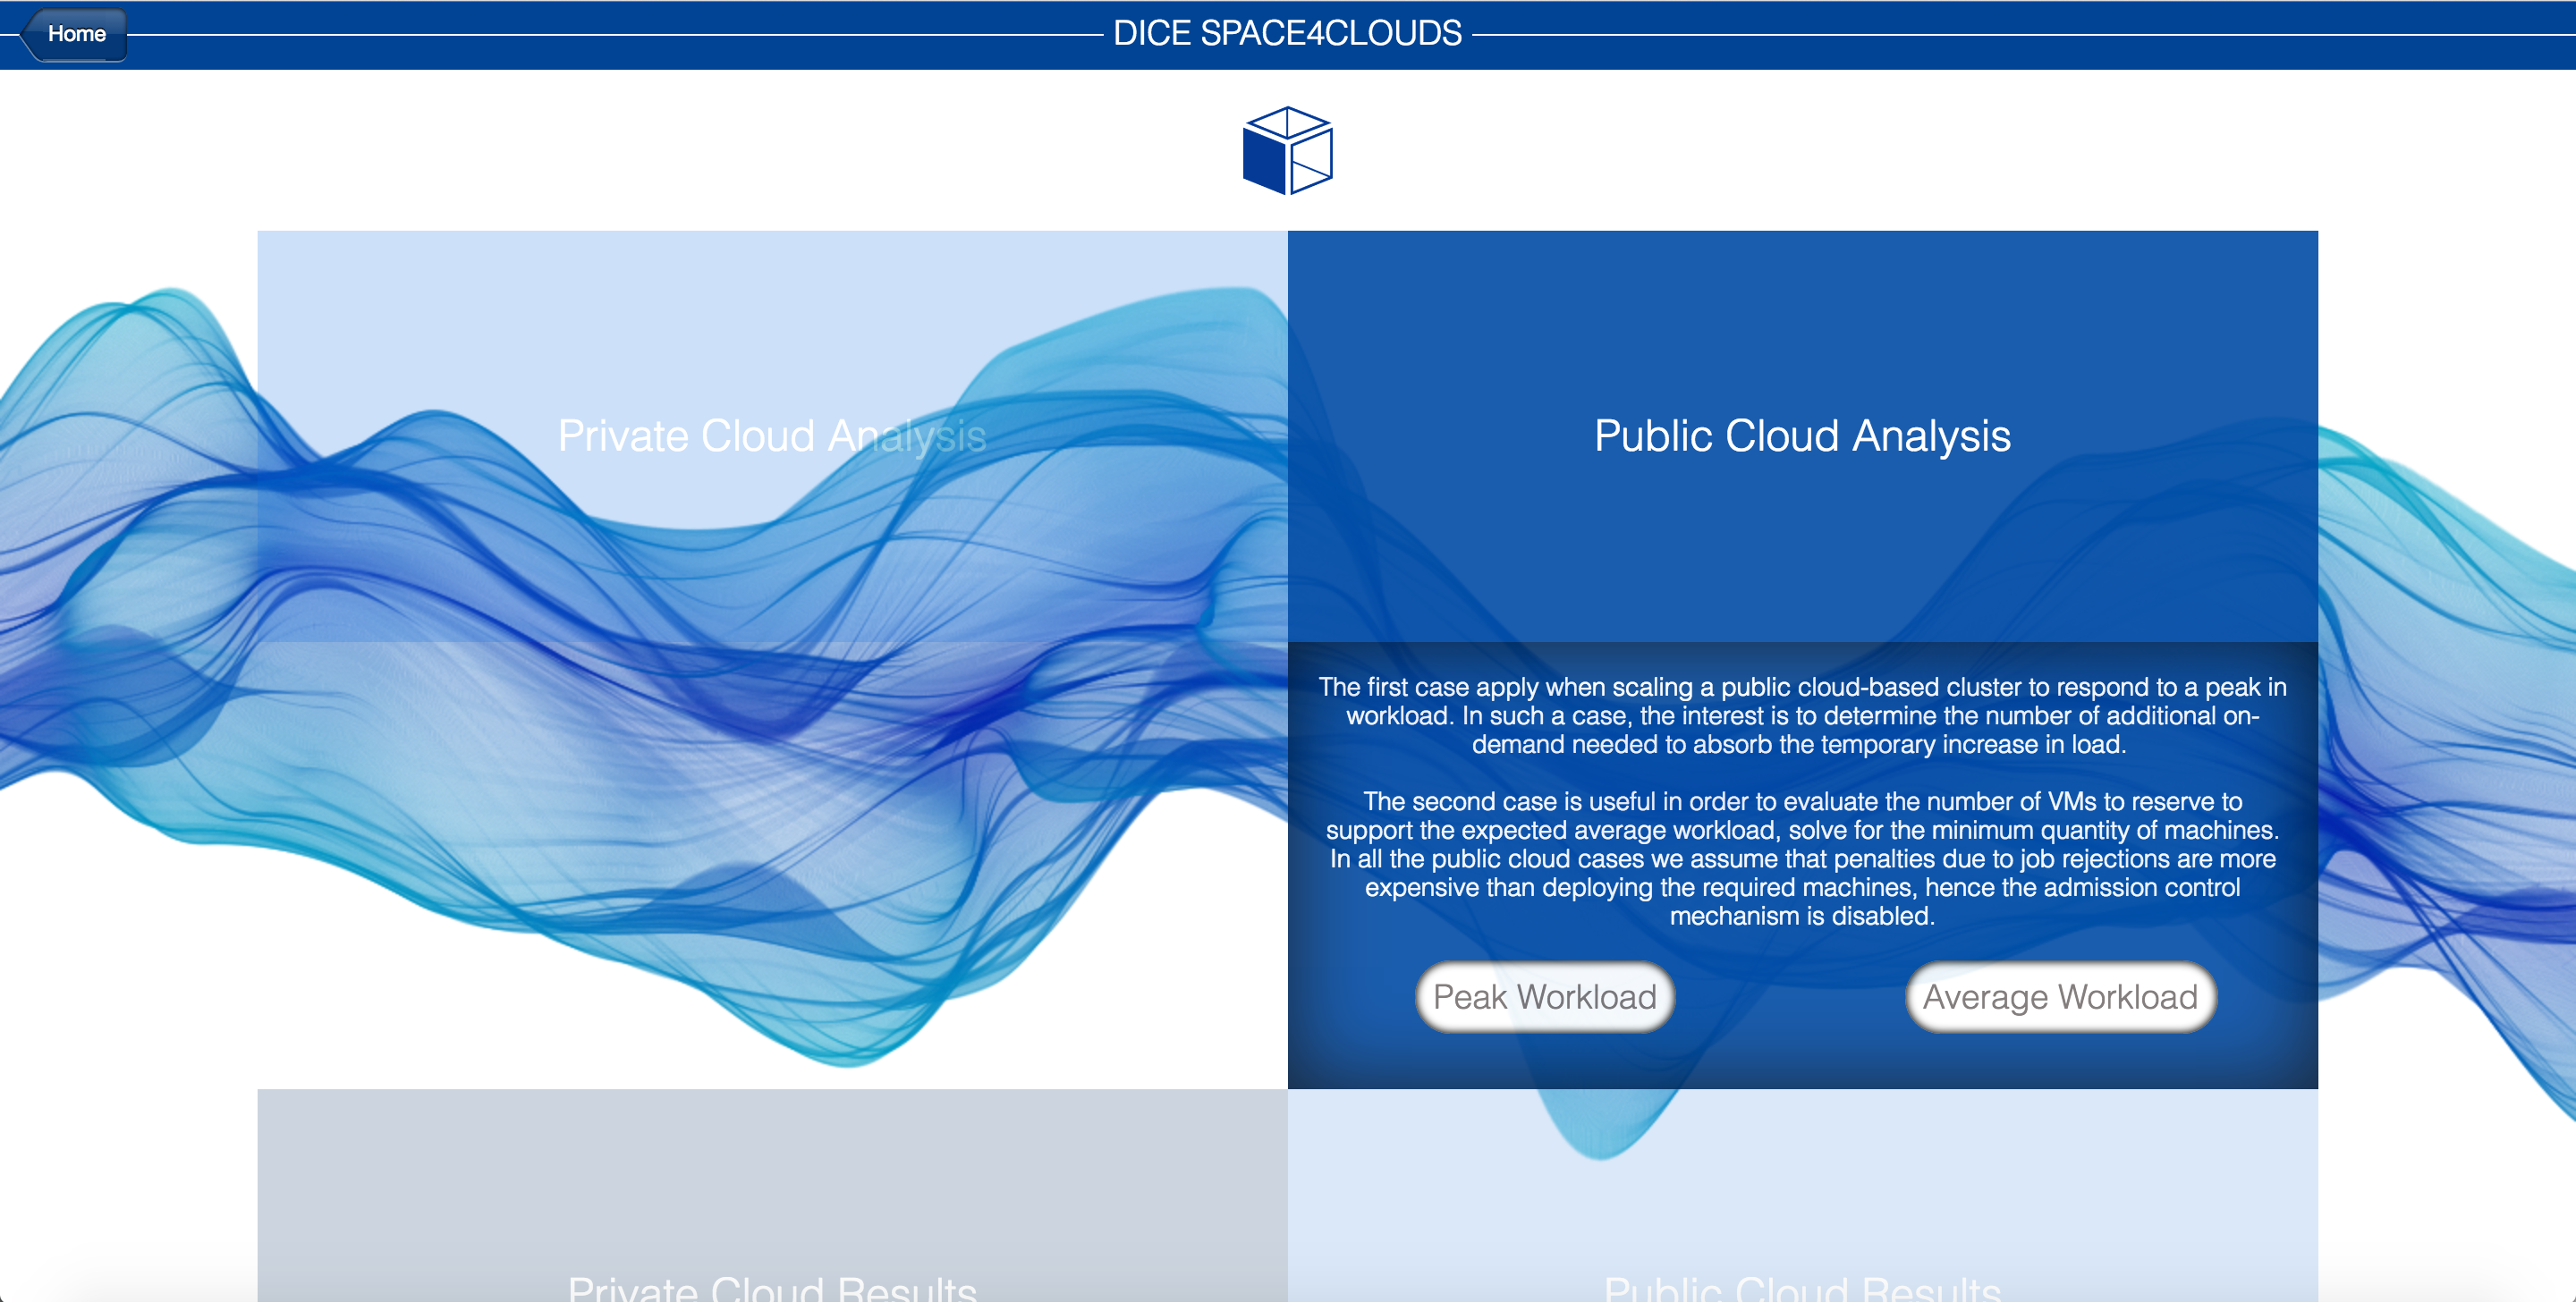 Home
DICE SPACE4CLOUDS
Private Cloud Analysis
Public Cloud Analysis
The first case apply when scaling a public cloud-based cluster to respond to a peak in
workload. In such a case, the interest is to determine the number of additional on-
demand needed to absorb the temporary increase in load.
The second case is useful in order to evaluate the number of VMs to reserve to
support the expected average workload, solve for the minimum quantity of machines.
In all the public cloud cases we assume that penalties due to job rejections are more
expensive than deploying the required machines, hence the admission control
mechanism is disabled.
Peak Workload
Average Workload
Private Cloud Results
Public Cloud Results